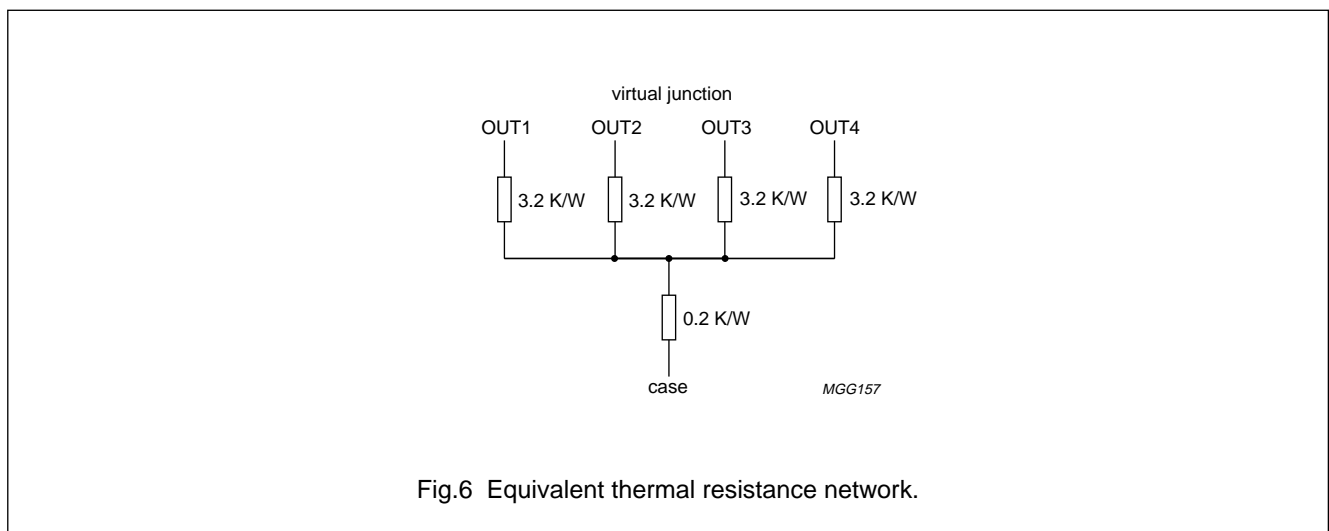 virtual junction
OUT1 OUT2 OUT3 OUT4
3.2 K/W 3.2 K/W 3.2 K/W 3.2 K/W
0.2 K/W
case MGG157
Fig.6 Equivalent thermal resistance network.